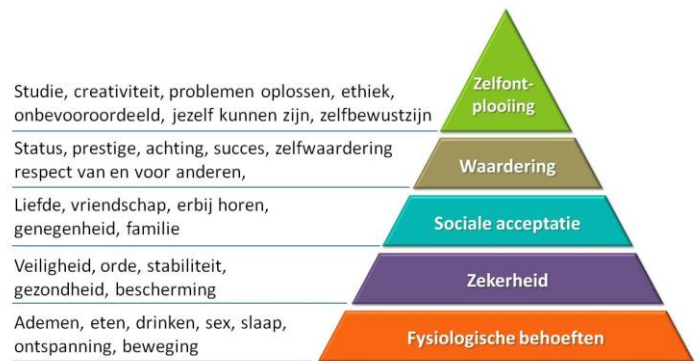 Studie, creativiteit, problemen oplossen, ethiek,
onbevooroordeeld, jezelf kunnen zijn, zelfbewustzijn
Zelfont-
plooiing
Status, prestige, achting, succes, zelfwaardering
respect van en voor anderen,
Waardering
Liefde, vriendschap, erbij horen,
genegenheid, familie
Sociale acceptatie
Veiligheid, orde, stabiliteit,
gezondheid, bescherming
Zekerheid
Ademen, eten, drinken, sex, slaap,
ontspanning, beweging
Fysiologische behoeften